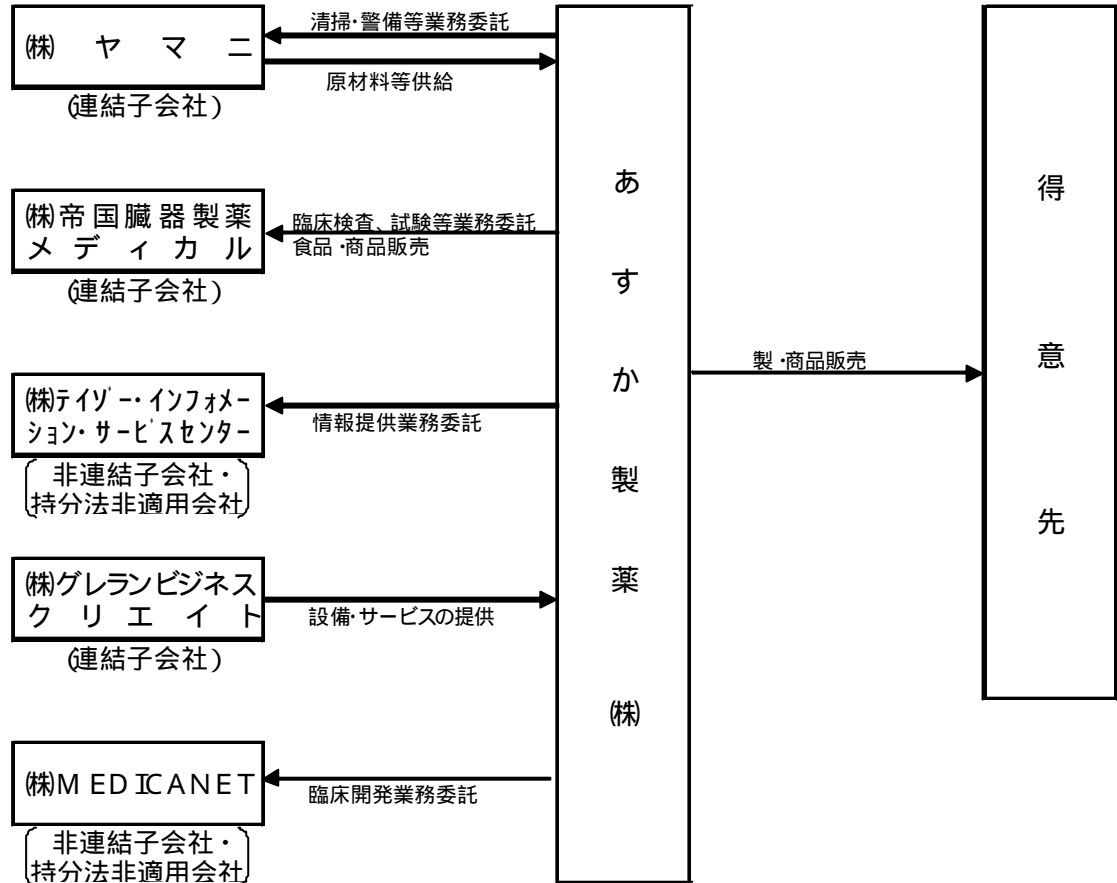 ㈱ヤマニ
(連結子会社)
清掃・警備等業務委託
原材料等供給
㈱帝国臓器製薬
メディカル
(連結子会社)
臨床検査、試験等業務委託
食品・商品販売
㈱テイゾー・インフォメー
ション・サービスセンター
非連結子会社・
持分法非適用会社
情報提供業務委託
㈱グレランビジネス
クリエイト
(連結子会社)
設備・サービスの提供
㈱MEDICANET
非連結子会社・
持分法非適用会社
臨床開発業務委託
あすか製薬㈱
製・商品販売
得意先